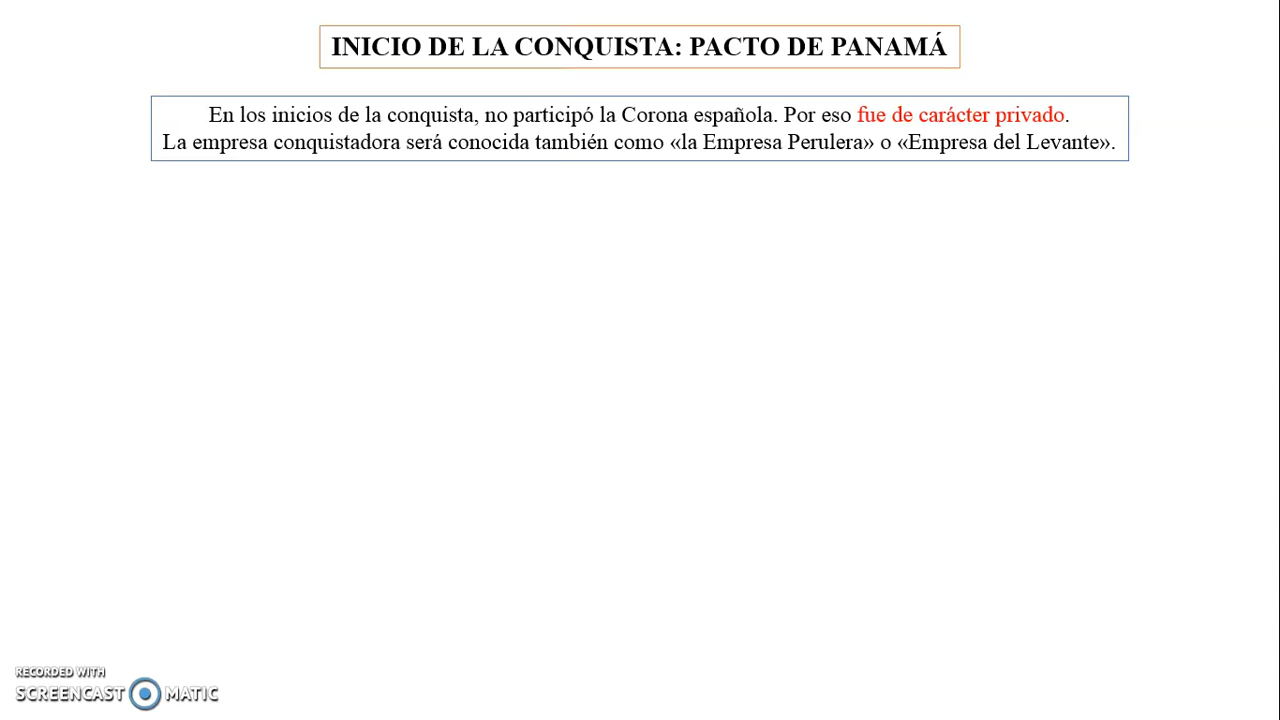 INICIO DE LA CONQUISTA: PACTO DE PANAMÁ
En los inicios de la conquista, no participó la Corona española. Por eso fue de carácter privado.
La empresa conquistadora será conocida también como «la Empresa Perulera» o «Empresa del Levante».
RECORDED WITH
SCREENCAST MATIC